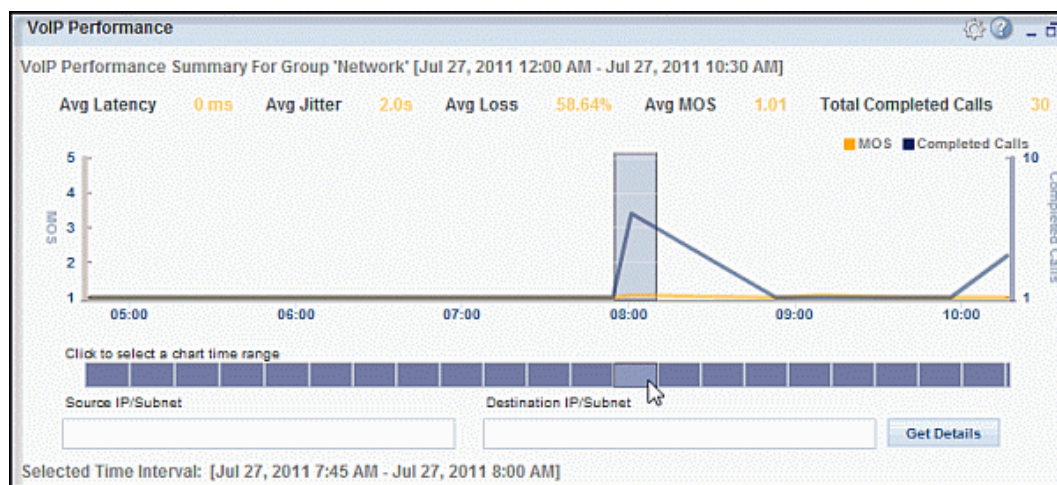 VoIP Performance
VoIP Performance Summary For Group 'Network' [Jul 27, 2011 12:00 AM - Jul 27, 2011 10:30 AM]
Avg Latency 0 ms Avg Jitter 2.0s Avg Loss 58.64% Avg MOS 1.01 Total Completed Calls 30
MOS Completed Calls
5 10
4
3
2
1 1
MOS
Completed Calls
05:00 06:00 07:00 08:00 09:00 10:00
Click to select a chart time range
Source IP/Subnet Destination IP/Subnet
Get Details
Selected Time Interval: [Jul 27, 2011 7:45 AM - Jul 27, 2011 8:00 AM]